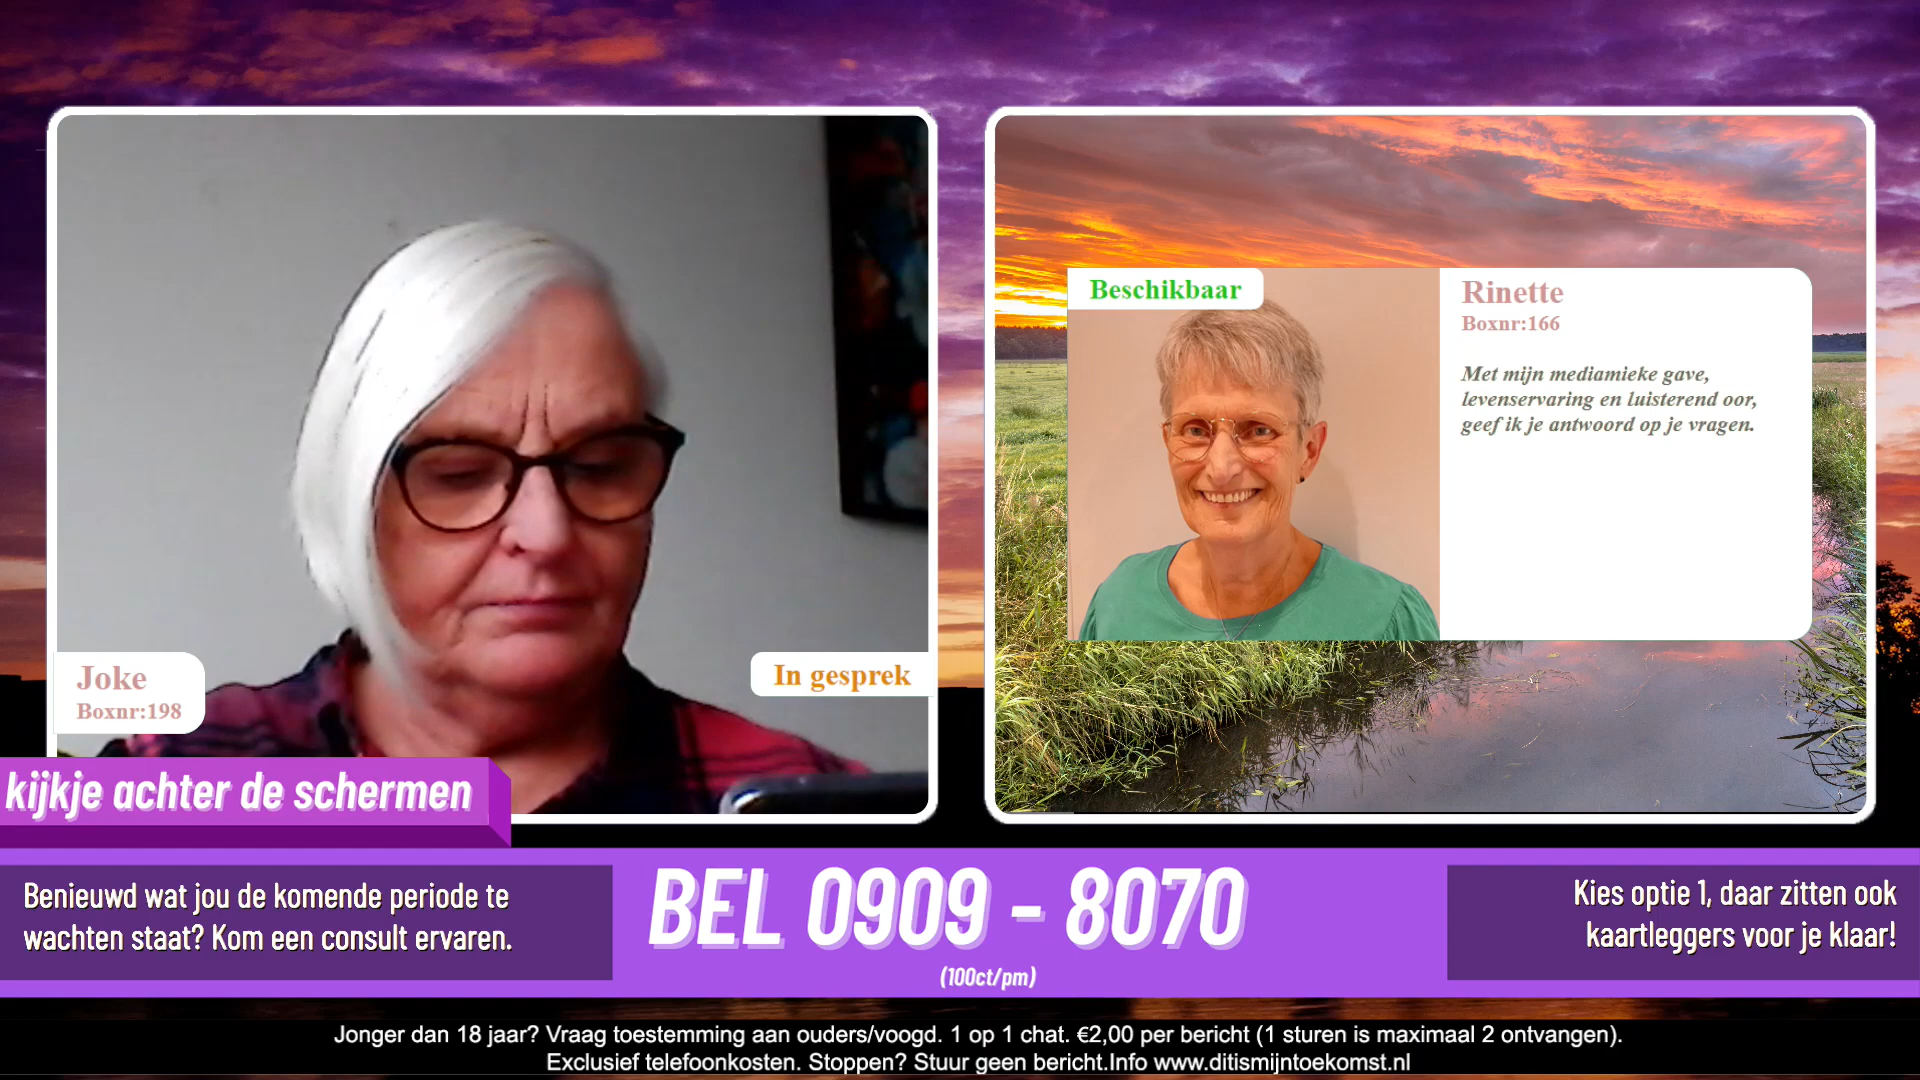 Beschikbaar
Rinette
Boxnr:166
Met mijn mediamieke gave,
levenservaring en luisterend oor,
geef ik je antwoord op je vragen.
Joke
Boxnr:198
In gesprek
kijkje achter de schermen
Benieuwd wat jou de komende periode te
wachten staat? Kom een consult ervaren.
BEL 0909 - 8070
(100ct/pm)
Kies optie 1, daar zitten ook
kaartleggers voor je klaar!
Jonger dan 18 jaar? Vraag toestemming aan ouders/voogd. 1 op 1 chat. €2,00 per bericht (1 sturen is maximaal 2 ontvangen).
Exclusief telefoonkosten. Stoppen? Stuur geen bericht.Info www.ditismijntoekomst.nl